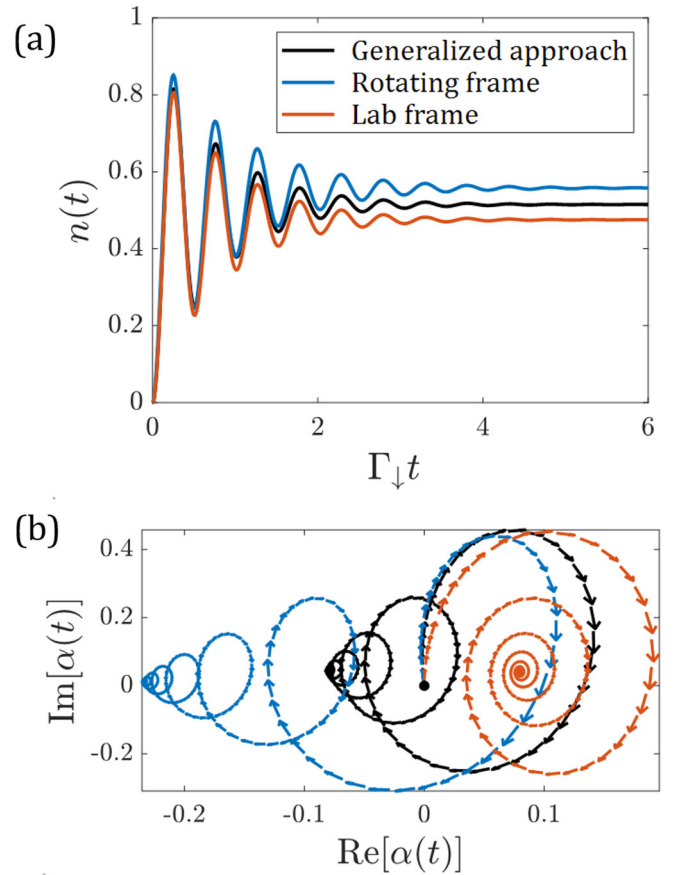 (a)
1
0.8
0.6
0.4
0.2
0
n(t)
Generalized approach
Rotating frame
Lab frame
0 2 4 6
Γ↓t
(b)
0.4
0.2
0
-0.2
Im[α(t)]
-0.2 -0.1 0 0.1
Re[α(t)]